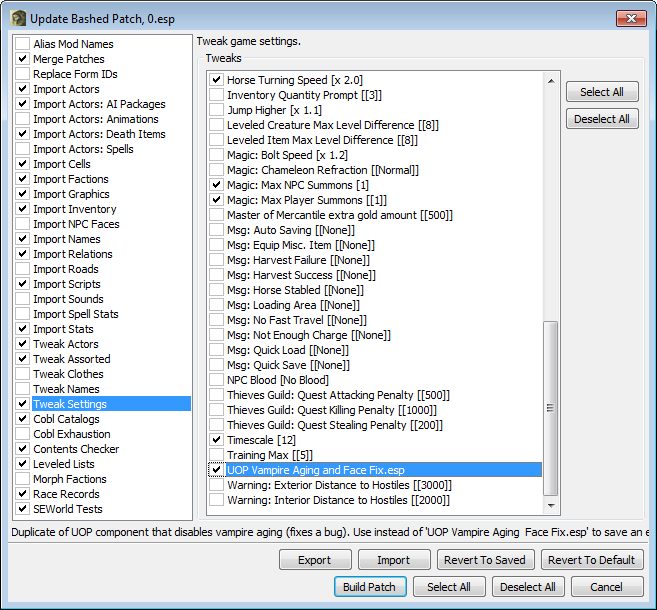 Update Bashed Patch, 0.esp
Alias Mod Names
Merge Patches
Replace Form IDs
Import Actors
Import Actors: AI Packages
Import Actors: Animations
Import Actors: Death Items
Import Actors: Spells
Import Cells
Import Factions
Import Graphics
Import Inventory
Import NPC Faces
Import Names
Import Relations
Import Roads
Import Scripts
Import Sounds
Import Spell Stats
Import Stats
Tweak Actors
Tweak Assorted
Tweak Clothes
Tweak Names
Tweak Settings
Cobl Catalogs
Cobl Exhaustion
Contents Checker
Leveled Lists
Morph Factions
Race Records
SEWorld Tests
Tweak game settings.
Tweaks
Horse Turning Speed [x 2.0]
Inventory Quantity Prompt [[3]]
Jump Higher [x 1.1]
Leveled Creature Max Level Difference [[8]]
Leveled Item Max Level Difference [[8]]
Magic: Bolt Speed [x 1.2]
Magic: Chameleon Refraction [[Normal]]
Magic: Max NPC Summons [1]
Magic: Max Player Summons [[1]]
Master of Mercantile extra gold amount [[500]]
Msg: Auto Saving [[None]]
Msg: Equip Misc. Item [[None]]
Msg: Harvest Failure [[None]]
Msg: Harvest Success [[None]]
Msg: Horse Stabled [[None]]
Msg: Loading Area [[None]]
Msg: No Fast Travel [[None]]
Msg: Not Enough Charge [[None]]
Msg: Quick Load [[None]]
Msg: Quick Save [[None]]
NPC Blood [No Blood]
Thieves Guild: Quest Attacking Penalty [[500]]
Thieves Guild: Quest Killing Penalty [[1000]]
Thieves Guild: Quest Stealing Penalty [[200]]
Timescale [12]
Training Max [[5]]
UOP Vampire Aging and Face Fix.esp
Warning: Exterior Distance to Hostiles [[3000]]
Warning: Interior Distance to Hostiles [[2000]]
Select All
Deselect All
Duplicate of UOP component that disables vampire aging (fixes a bug). Use instead of 'UOP Vampire Aging  Face Fix.esp' to save an e
Export Import Revert To Saved Revert To Default
Build Patch Select All Deselect All Cancel